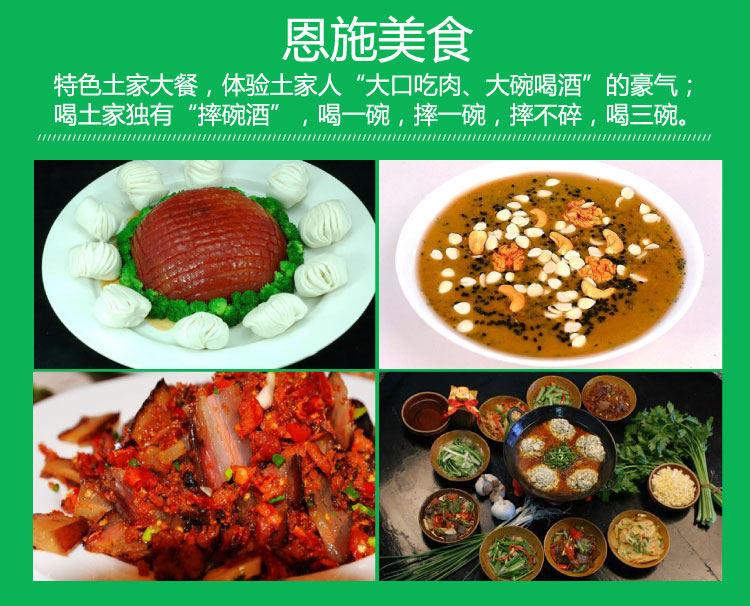 恩施美食
特色土家大餐，体验土家人“大口吃肉、大碗喝酒”的豪气；
喝土家独有“摔碗酒”，喝一碗，摔一碗，摔不碎，喝三碗。